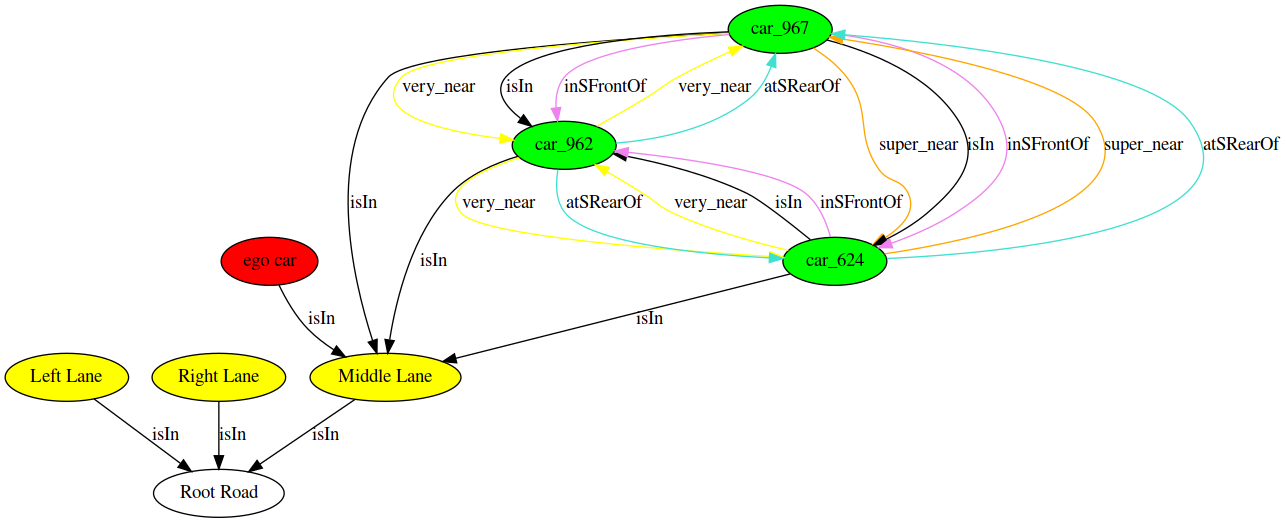 car_967
very_near
isIn
inSFrontOf
very_near
atSRearOf
car_962
super_near
isIn
inSFrontOf
super_near
atSRearOf
isIn
very_near
atSRearOf
very_near
isIn
inSFrontOf
ego car
isIn
car_624
isIn
isIn
Left Lane
Right Lane
Middle Lane
isIn
isIn
isIn
Root Road